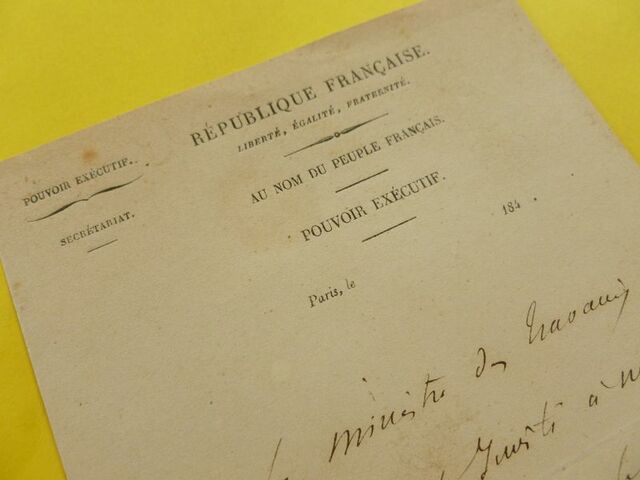 RÉPUBLIQUE FRANÇAISE.
LIBERTÉ, ÉGALITÉ, FRATERNITÉ.
AU NOM DU PEUPLE FRANÇAIS.
POUVOIR EXÉCUTIF.
POUVOIR EXÉCUTIF.
SECRÉTARIAT.
Paris, le 184 .
ministre des travaux
Invité à